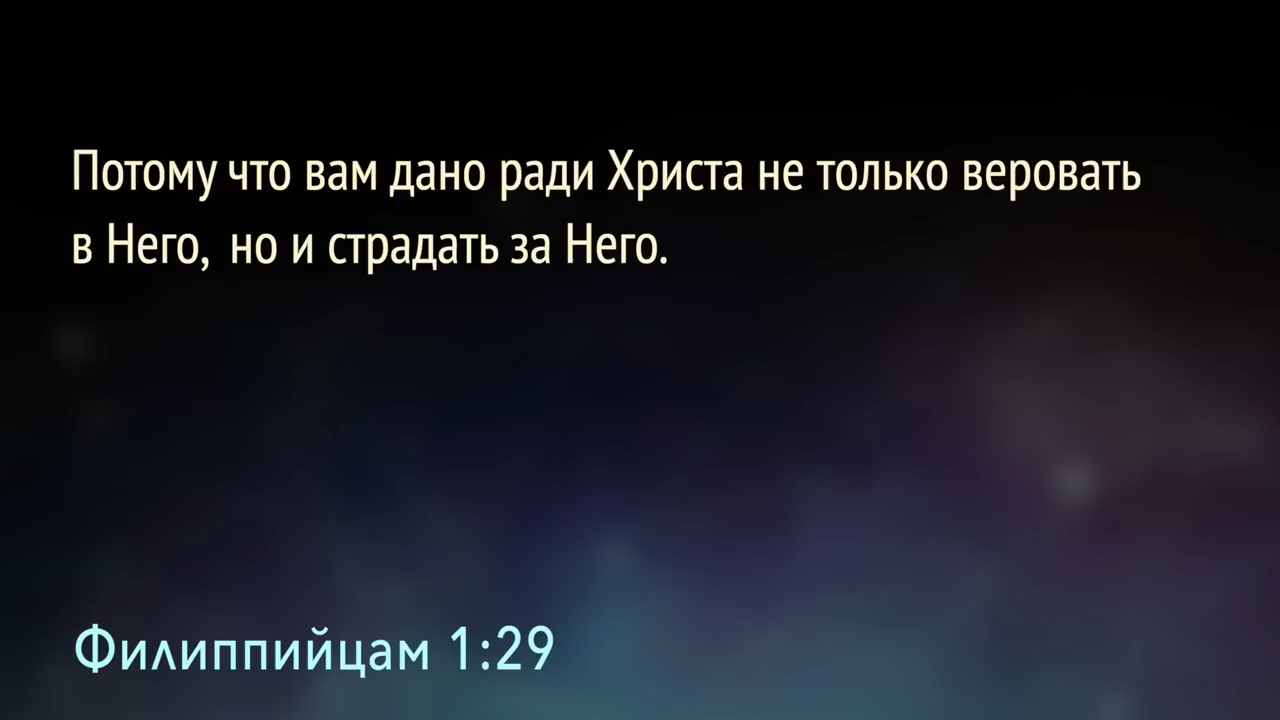 Потому что вам дано ради Христа не только веровать
в Него, но и страдать за Него.
Филиппийцам 1:29